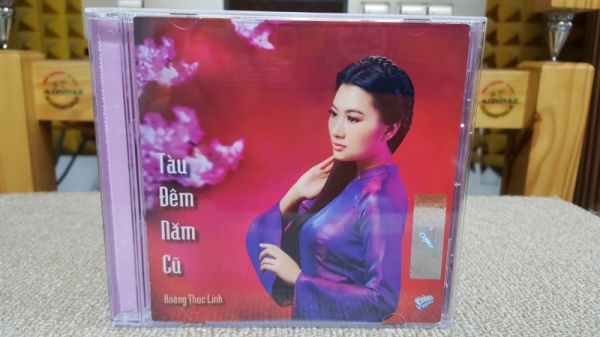 Tàu
Đêm
Năm
Cũ
Hoàng Thục Linh